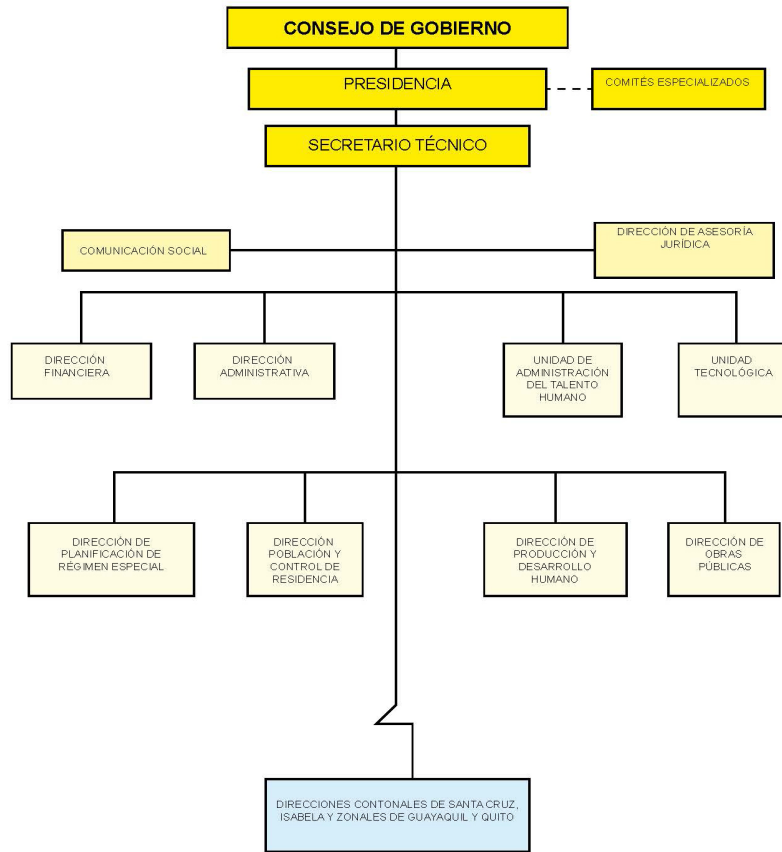 CONSEJO DE GOBIERNO
PRESIDENCIA
COMITÉS ESPECIALIZADOS
SECRETARIO TÉCNICO
COMUNICACIÓN SOCIAL
DIRECCIÓN DE ASESORÍA
JURÍDICA
DIRECCIÓN
FINANCIERA
DIRECCIÓN
ADMINISTRATIVA
UNIDAD DE
ADMINISTRACIÓN
DEL TALENTO
HUMANO
UNIDAD
TECNOLÓGICA
DIRECCIÓN DE
PLANIFICACIÓN DE
RÉGIMEN ESPECIAL
DIRECCIÓN
POBLACIÓN Y
CONTROL DE
RESIDENCIA
DIRECCIÓN DE
PRODUCCIÓN Y
DESARROLLO
HUMANO
DIRECCIÓN DE
OBRAS
PÚBLICAS
DIRECCIONES CONTONALES DE SANTA CRUZ,
ISABELA Y ZONALES DE GUAYAQUIL Y QUITO